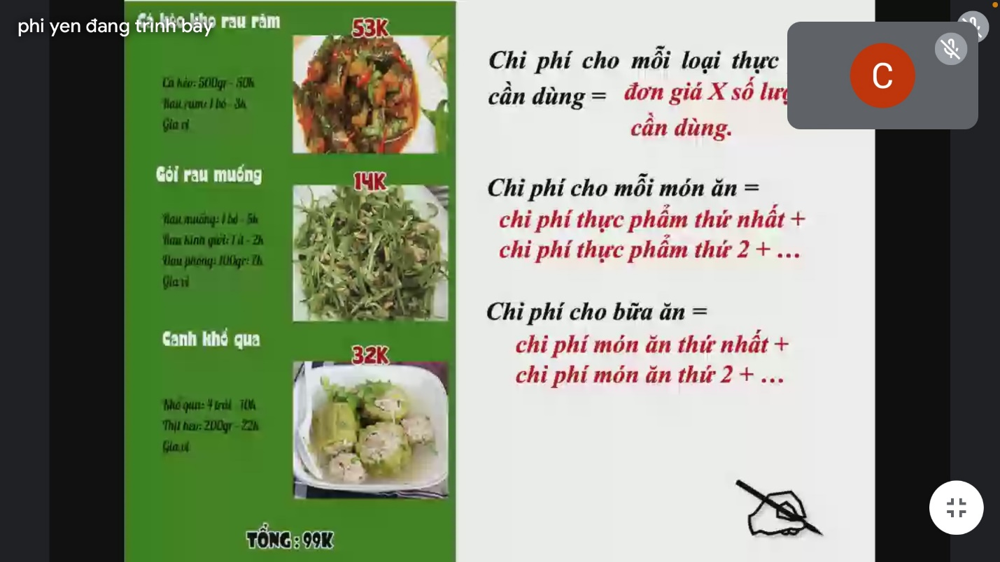 phi yen đang trình bày
Cá kèo kho rau răm
53K
Cá kèo: 500gr - 50k
Rau răm: 1 bó - 3k
Gia vị
Gỏi rau muống
14K
Rau muống: 1 bó - 5k
Rau kinh giới: 1 ít - 2k
Đậu phộng: 100gr: 7k
Gia vị
Canh khổ qua
32K
Khổ qua: 4 trái - 10k
Thịt heo: 200gr - 22k
Gia vị
TỔNG : 99K
Chi phí cho mỗi loại thực
cần dùng = đơn giá X số
cần dùng.
Chi phí cho mỗi món ăn =
chi phí thực phẩm thứ nhất +
chi phí thực phẩm thứ 2 + ...
Chi phí cho bữa ăn =
chi phí món ăn thứ nhất +
chi phí món ăn thứ 2 + ...
C